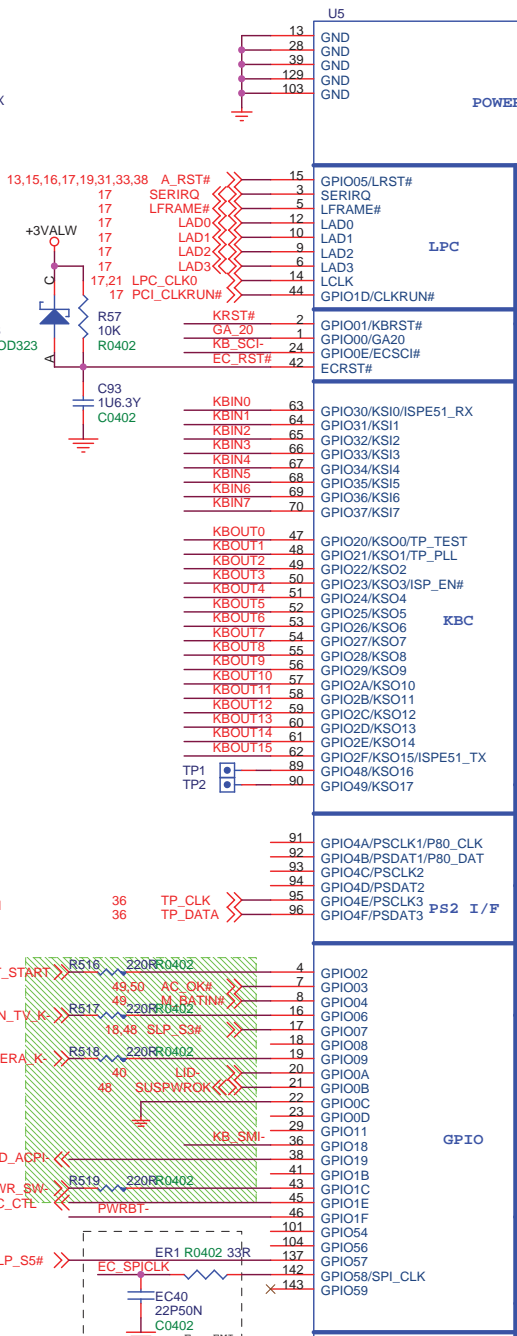 U5
13 GND
28 GND
39 GND
129 GND
103 GND
POWER
X
13,15,16,17,19,31,33,38 A_RST# 15 GPIO05/LRST#
17 SERIRQ 3 SERIRQ
17 LFRAME# 5 LFRAME#
17 LAD0 12 LAD0
17 LAD1 10 LAD1
17 LAD2 9 LAD2
17 LAD3 6 LAD3
17,21 LPC_CLK0 14 LCLK
17 PCI_CLKRUN# 44 GPIO1D/CLKRUN#
LPC
+3VALW
C
A
OD323
R57
10K
R0402
C93
1U6.3Y
C0402
KRST# 2 GPIO01/KBRST#
GA_20 1 GPIO00/GA20
KB_SCI- 24 GPIO0E/ECSCI#
EC_RST# 42 ECRST#
KBIN0 63 GPIO30/KSI0/ISPE51_RX
KBIN1 64 GPIO31/KSI1
KBIN2 65 GPIO32/KSI2
KBIN3 66 GPIO33/KSI3
KBIN4 67 GPIO34/KSI4
KBIN5 68 GPIO35/KSI5
KBIN6 69 GPIO36/KSI6
KBIN7 70 GPIO37/KSI7
KBOUT0 47 GPIO20/KSO0/TP_TEST
KBOUT1 48 GPIO21/KSO1/TP_PLL
KBOUT2 49 GPIO22/KSO2
KBOUT3 50 GPIO23/KSO3/ISP_EN#
KBOUT4 51 GPIO24/KSO4
KBOUT5 52 GPIO25/KSO5
KBOUT6 53 GPIO26/KSO6
KBOUT7 54 GPIO27/KSO7
KBOUT8 55 GPIO28/KSO8
KBOUT9 56 GPIO29/KSO9
KBOUT10 57 GPIO2A/KSO10
KBOUT11 58 GPIO2B/KSO11
KBOUT12 59 GPIO2C/KSO12
KBOUT13 60 GPIO2D/KSO13
KBOUT14 61 GPIO2E/KSO14
KBOUT15 62 GPIO2F/KSO15/ISPE51_TX
TP1 89 GPIO48/KSO16
TP2 90 GPIO49/KSO17
KBC
91 GPIO4A/PSCLK1/P80_CLK
92 GPIO4B/PSDAT1/P80_DAT
93 GPIO4C/PSCLK2
94 GPIO4D/PSDAT2
36 TP_CLK 95 GPIO4E/PSCLK3
36 TP_DATA 96 GPIO4F/PSDAT3
PS2 I/F
T_START R516 220R R0402 4 GPIO02
49,50 AC_OK# 7 GPIO03
49 M_BATIN# 8 GPIO04
N_TV_K- R517 220R R0402 16 GPIO06
18,48 SLP_S3# 17 GPIO07
18 GPIO08
ERA_K- R518 220R R0402 19 GPIO09
40 LID- 20 GPIO0A
48 SUSPWROK 21 GPIO0B
22 GPIO0C
23 GPIO0D
29 GPIO11
KB_SMI- 36 GPIO18
D_ACPI- 38 GPIO19
41 GPIO1B
WR_SW- R519 220R R0402 43 GPIO1C
C_CTL 45 GPIO1E
PWRBT- 46 GPIO1F
101 GPIO54
104 GPIO56
LP_S5# 137 GPIO57
EC_SPICLK ER1 R0402 33R 142 GPIO58/SPI_CLK
143 GPIO59
GPIO
EC40
22P50N
C0402